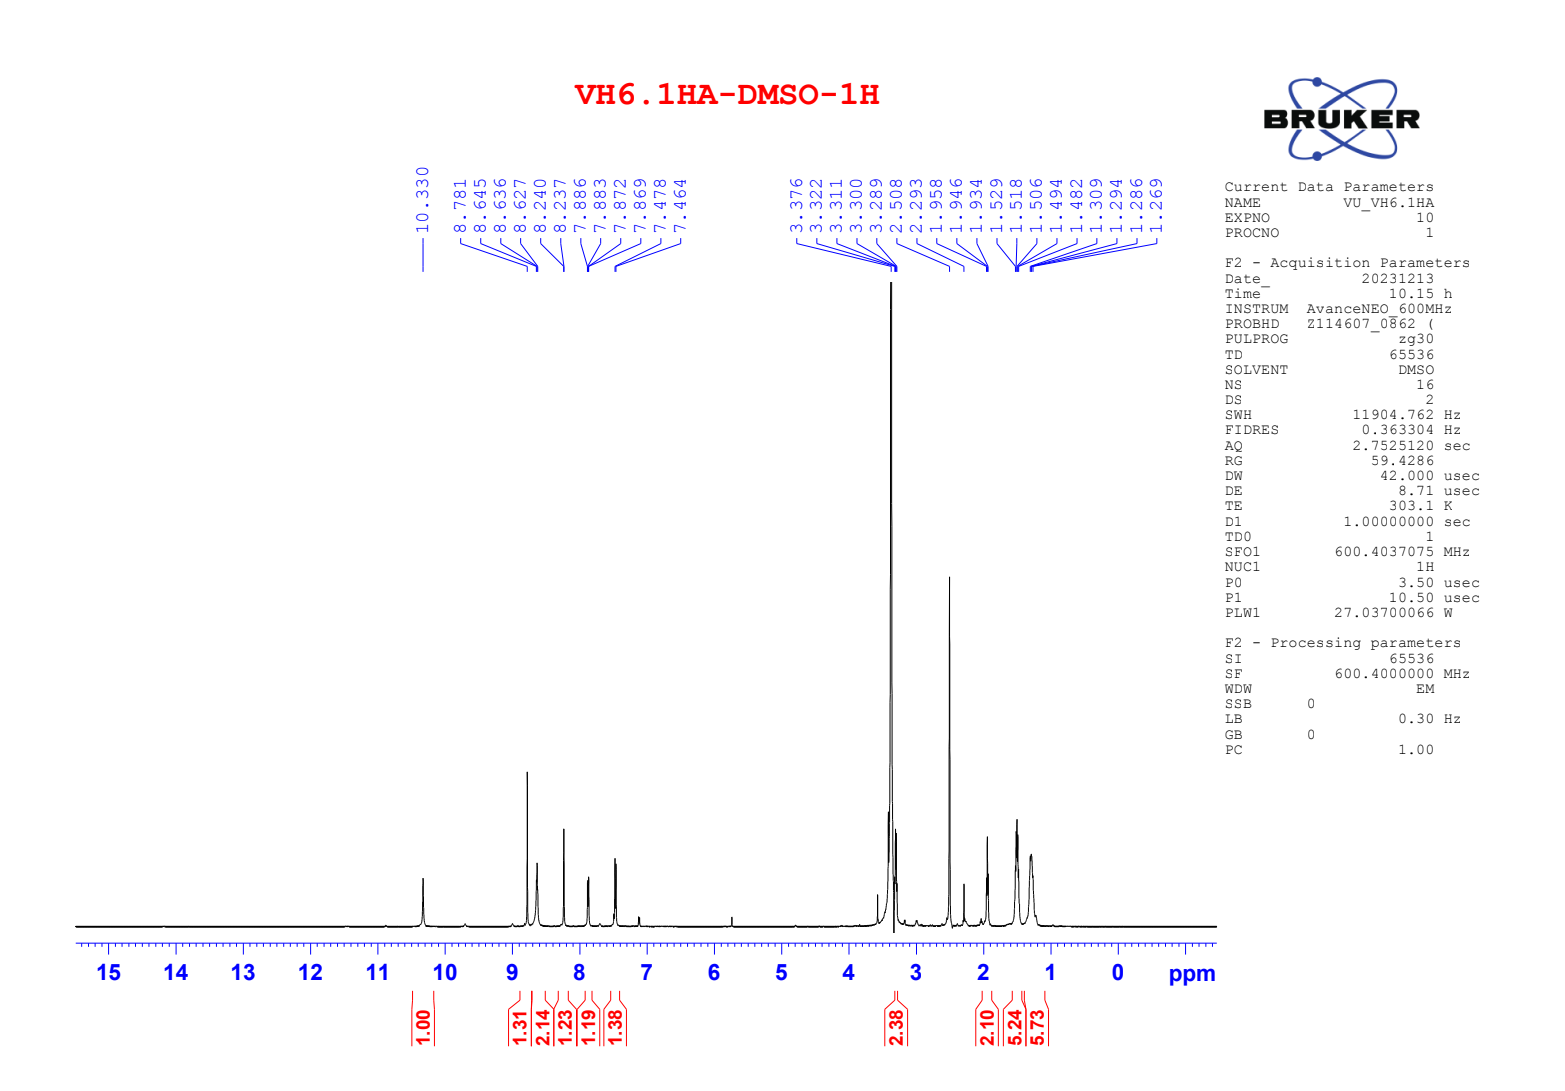 VH6.1HA-DMSO-1H
BRUKER
10.330
8.781
8.645
8.636
8.627
8.240
8.237
7.886
7.883
7.872
7.869
7.478
7.464
3.376
3.322
3.311
3.300
3.289
2.508
2.293
1.958
1.946
1.934
1.529
1.518
1.506
1.494
1.482
1.309
1.294
1.286
1.269
Current Data Parameters
NAME VU_VH6.1HA
EXPNO 10
PROCNO 1
F2 - Acquisition Parameters
Date_ 20231213
Time 10.15 h
INSTRUM AvanceNEO_600MHz
PROBHD Z114607_0862 (
PULPROG zg30
TD 65536
SOLVENT DMSO
NS 16
DS 2
SWH 11904.762 Hz
FIDRES 0.363304 Hz
AQ 2.7525120 sec
RG 59.4286
DW 42.000 usec
DE 8.71 usec
TE 303.1 K
D1 1.00000000 sec
TD0 1
SFO1 600.4037075 MHz
NUC1 1H
P0 3.50 usec
P1 10.50 usec
PLW1 27.03700066 W
F2 - Processing parameters
SI 65536
SF 600.4000000 MHz
WDW EM
SSB 0
LB 0.30 Hz
GB 0
PC 1.00
15 14 13 12 11 10 9 8 7 6 5 4 3 2 1 0 ppm
1.00
1.31
2.14
1.23
1.19
1.38
2.38
2.10
5.24
5.73